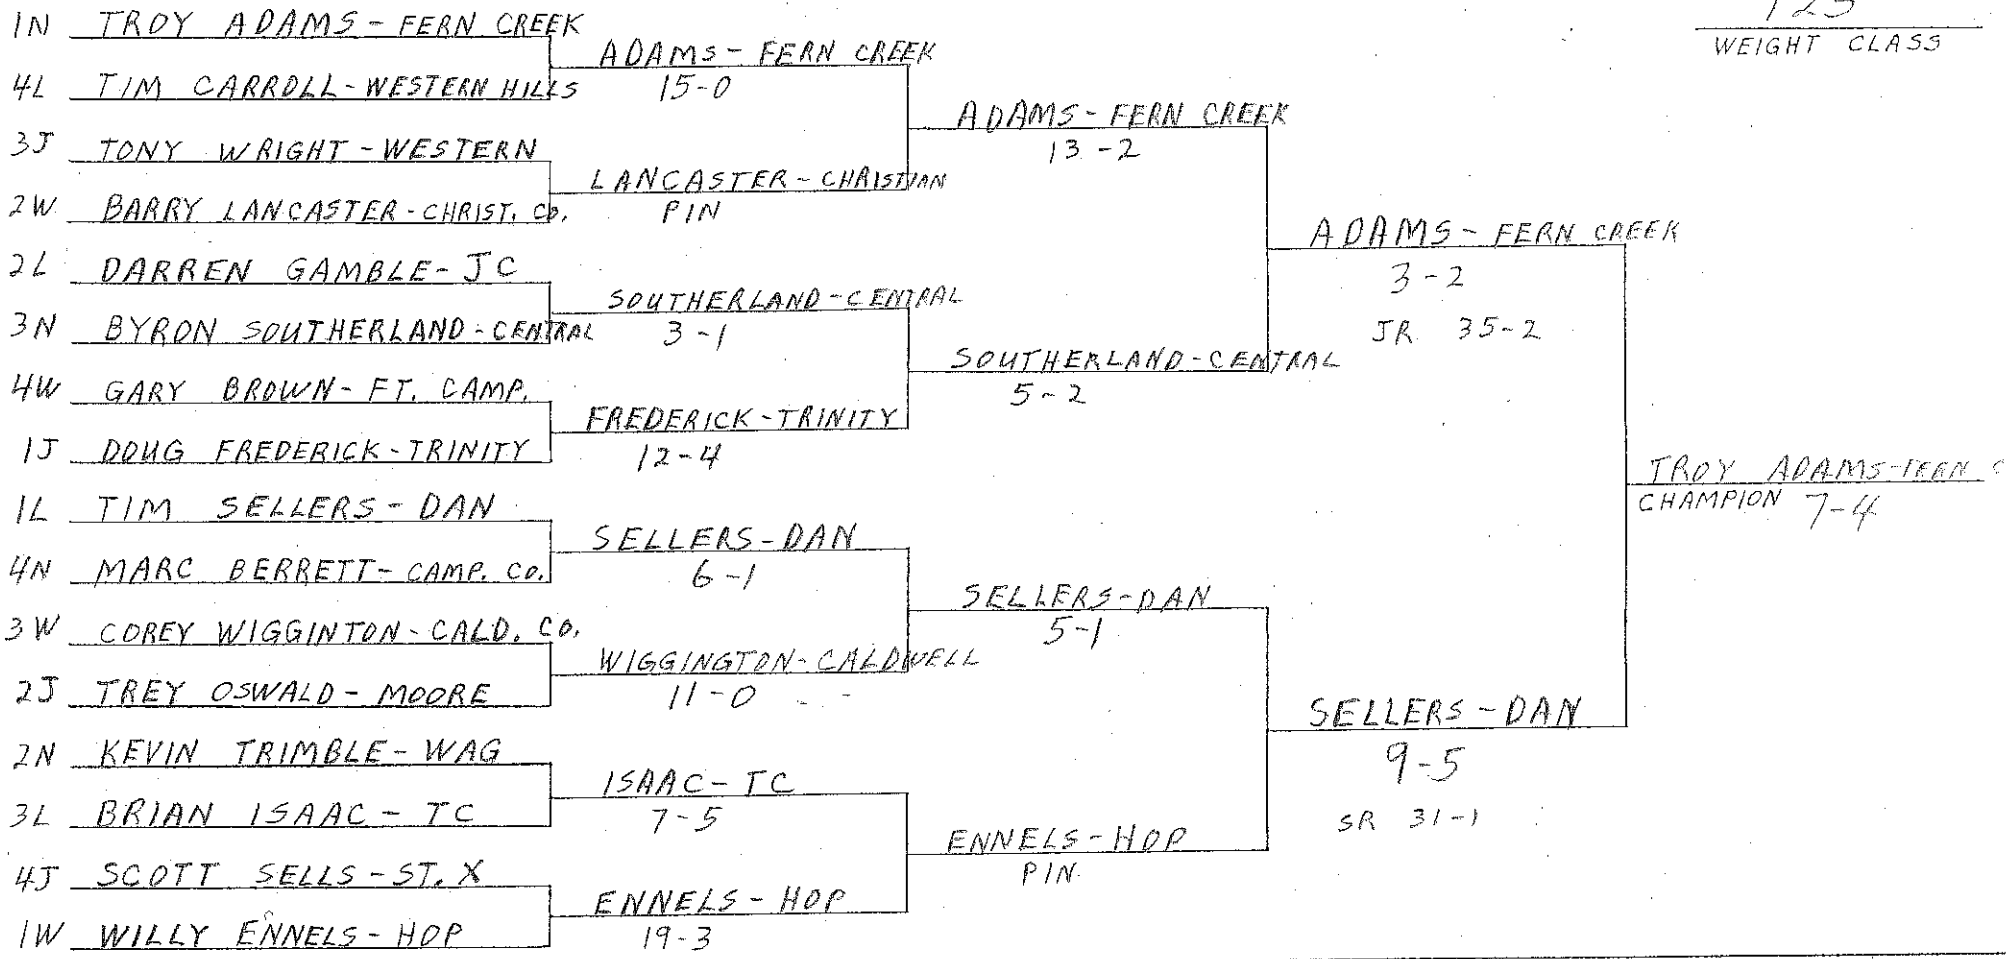 1N TROY ADAMS - FERN CREEK
4L TIM CARROLL - WESTERN HILLS
3J TONY WRIGHT - WESTERN
2W BARRY LANCASTER - CHRIST. CO.
2L DARREN GAMBLE - JC
3N BYRON SOUTHERLAND - CENTRAL
4W GARY BROWN - FT. CAMP.
1J DOUG FREDERICK - TRINITY
1L TIM SELLERS - DAN
4N MARC BERRETT - CAMP. CO.
3W COREY WIGGINTON - CALD. CO.
2J TREY OSWALD - MOORE
2N KEVIN TRIMBLE - WAG
3L BRIAN ISAAC - TC
4J SCOTT SELLS - ST. X
1W WILLY ENNELS - HOP
ADAMS - FERN CREEK
15-0
LANCASTER - CHRISTIAN
PIN
SOUTHERLAND - CENTRAL
3-1
FREDERICK - TRINITY
12-4
SELLERS - DAN
6-1
WIGGINGTON - CALDWELL
11-0
ISAAC - TC
7-5
ENNELS - HOP
19-3
ADAMS - FERN CREEK
13-2
SOUTHERLAND - CENTRAL
5-2
SELLERS - DAN
5-1
ENNELS - HOP
PIN
ADAMS - FERN CREEK
3-2
JR 35-2
SELLERS - DAN
9-5
SR 31-1
WEIGHT CLASS
TROY ADAMS - FERN
CHAMPION 7-4